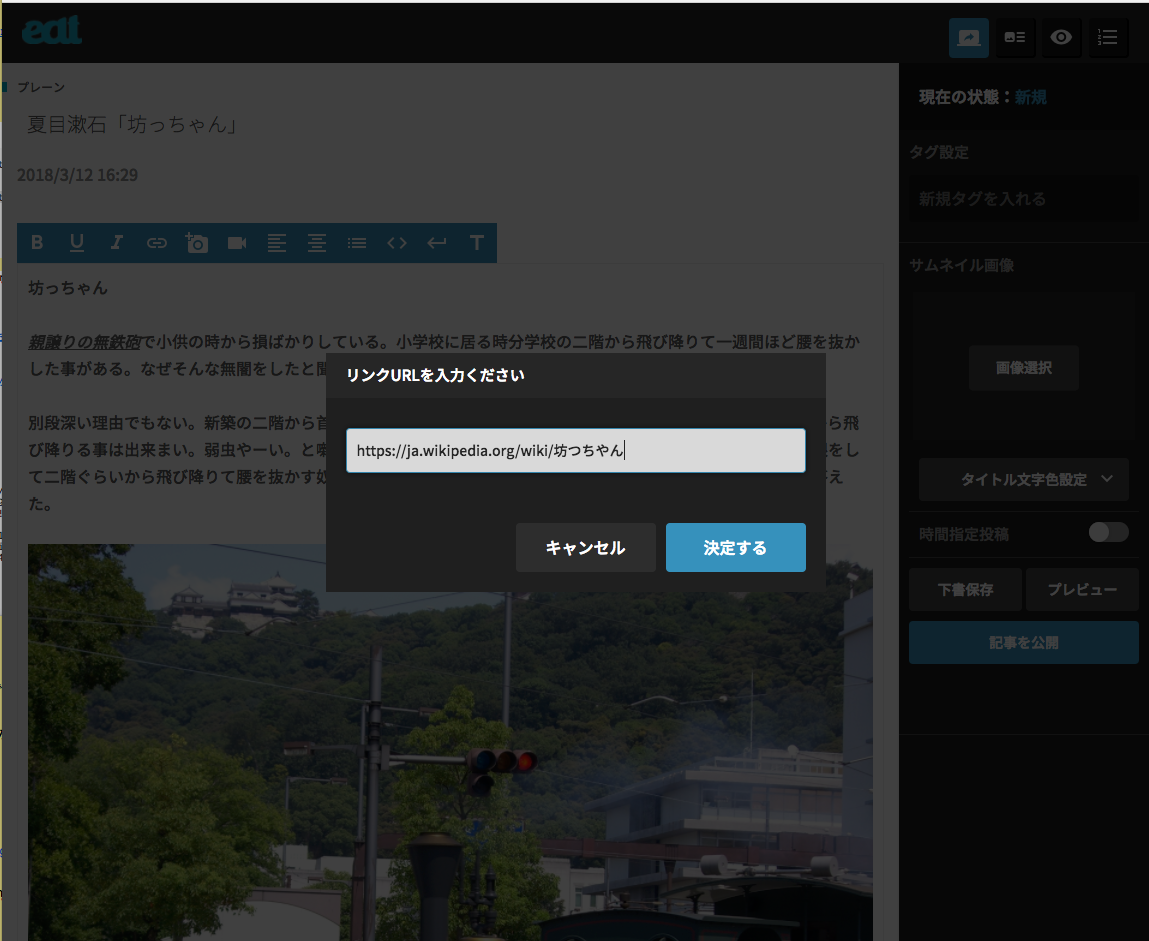 eat
プレーン
夏目漱石「坊っちゃん」
2018/3/12 16:29
B U I T
坊っちゃん
親譲りの無鉄砲で小供の時から損ばかりしている。小学校に居る時分学校の二階から飛び降りて一週間ほど腰を抜か
した事がある。なぜそんな無闇をしたと
別段深い理由でもない。新築の二階から首 ら飛
び降りる事は出来まい。弱虫やーい。と をし
て二階ぐらいから飛び降りて腰を抜かす
た。
リンクURLを入力ください
https://ja.wikipedia.org/wiki/坊つちやん
キャンセル 決定する
現在の状態：新規
タグ設定
新規タグを入れる
サムネイル画像
画像選択
タイトル文字色設定
時間指定投稿
下書保存 プレビュー
記事を公開